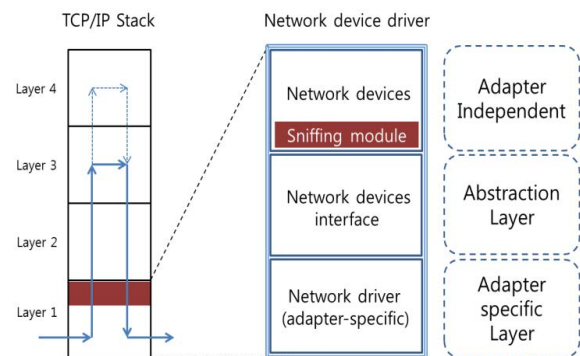 TCP/IP Stack
Network device driver
Layer 4
Layer 3
Layer 2
Layer 1
Network devices
Sniffing module
Network devices
interface
Network driver
(adapter-specific)
Adapter
Independent
Abstraction
Layer
Adapter
specific
Layer